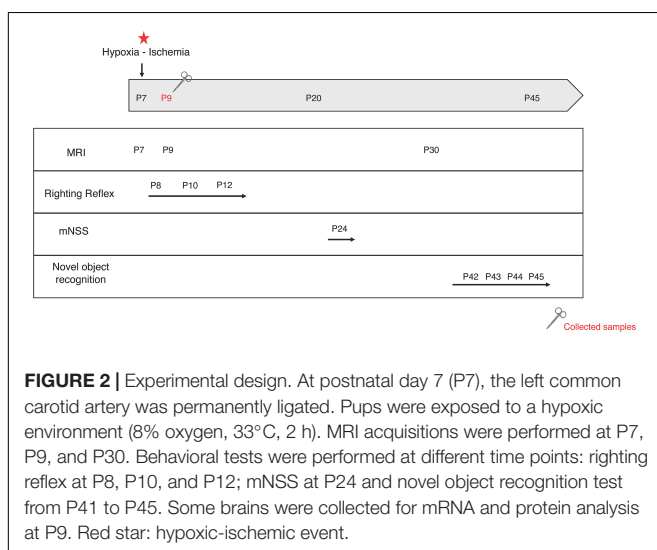 Hypoxia - Ischemia
P7 P9 P20 P45
MRI P7 P9 P30
Righting Reflex P8 P10 P12
mNSS P24
Novel object
recognition P42 P43 P44 P45
Collected samples
FIGURE 2 | Experimental design. At postnatal day 7 (P7), the left common
carotid artery was permanently ligated. Pups were exposed to a hypoxic
environment (8% oxygen, 33°C, 2 h). MRI acquisitions were performed at P7,
P9, and P30. Behavioral tests were performed at different time points: righting
reflex at P8, P10, and P12; mNSS at P24 and novel object recognition test
from P41 to P45. Some brains were collected for mRNA and protein analysis
at P9. Red star: hypoxic-ischemic event.